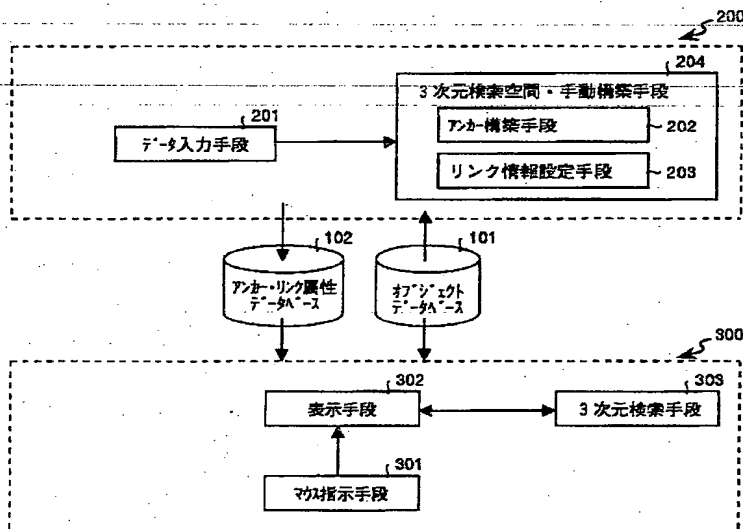 200
204
3次元検索空間・手動構築手段
201
データ入力手段
アンカー構築手段
202
リンク情報設定手段
203
102
101
アンカー・リンク属性
データベース
オブジェクト
データベース
300
302
303
表示手段
3次元検索手段
301
マウス指示手段